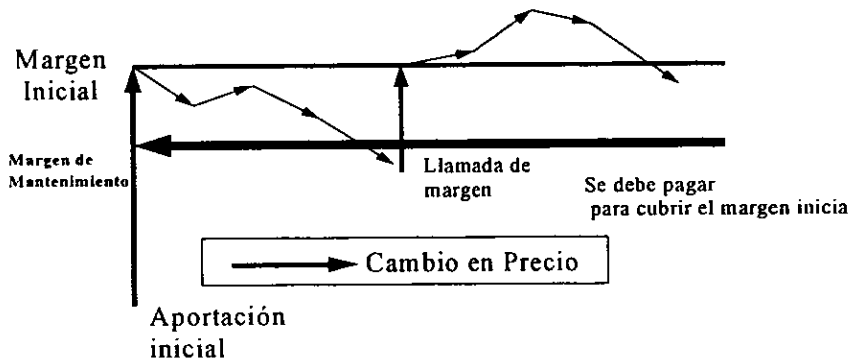 Margen
Inicial
Margen de
Mantenimiento
Llamada de
margen
Se debe pagar
para cubrir el margen inicia
Cambio en Precio
Aportación
inicial